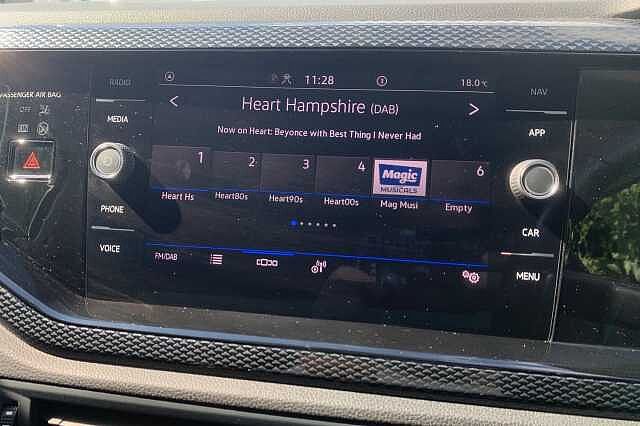 RADIO
11:28
18.0°C
NAV
PASSENGER AIR BAG
OFF
MEDIA
Heart Hampshire (DAB)
APP
Now on Heart: Beyonce with Best Thing I Never Had
1
2
3
4
Magic
MUSICALS
6
Heart Hs
Heart80s
Heart90s
Heart00s
Mag Musi
Empty
PHONE
CAR
VOICE
FM/DAB
MENU